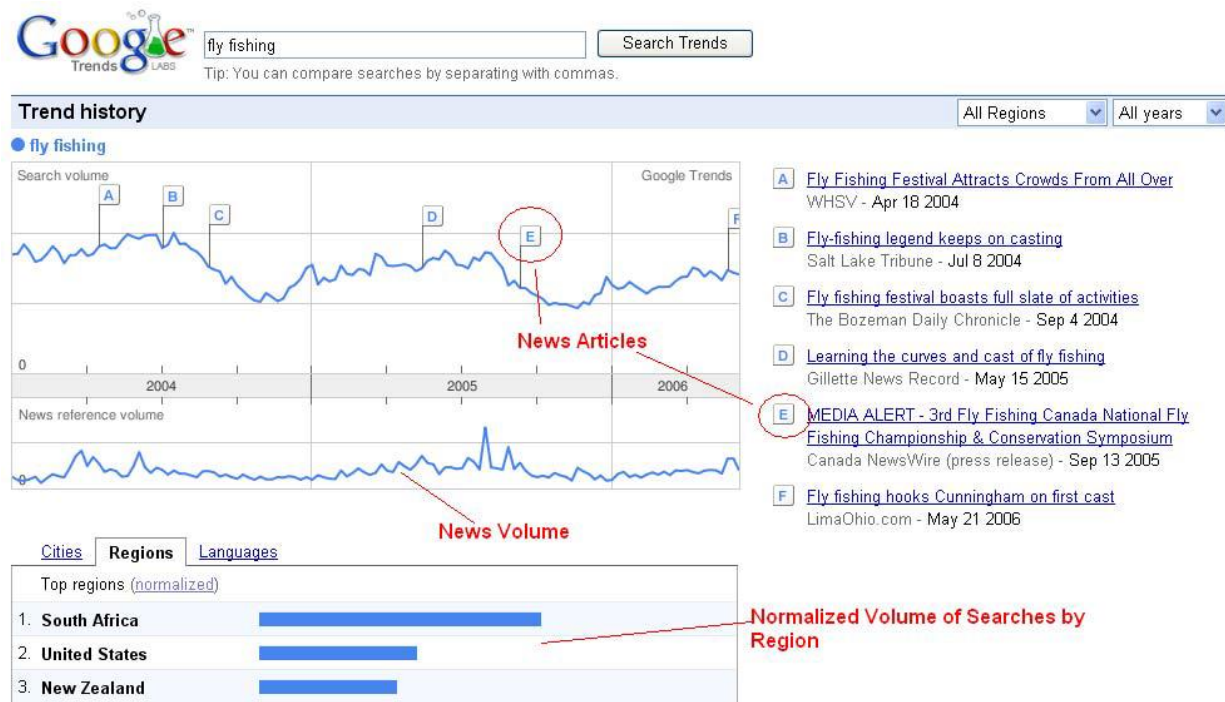 Google
Trends LABS
fly fishing
Search Trends
Tip: You can compare searches by separating with commas.
Trend history
All Regions
All years
fly fishing
Search volume
Google Trends
A
B
C
D
E
F
0
2004
2005
2006
News reference volume
0
A Fly Fishing Festival Attracts Crowds From All Over
WHSV - Apr 18 2004
B Fly-fishing legend keeps on casting
Salt Lake Tribune - Jul 8 2004
C Fly fishing festival boasts full slate of activities
The Bozeman Daily Chronicle - Sep 4 2004
D Learning the curves and cast of fly fishing
Gillette News Record - May 15 2005
E MEDIA ALERT - 3rd Fly Fishing Canada National Fly
Fishing Championship & Conservation Symposium
Canada NewsWire (press release) - Sep 13 2005
F Fly fishing hooks Cunningham on first cast
LimaOhio.com - May 21 2006
News Articles
News Volume
Cities Regions Languages
Top regions (normalized)
1. South Africa
2. United States
3. New Zealand
Normalized Volume of Searches by
Region